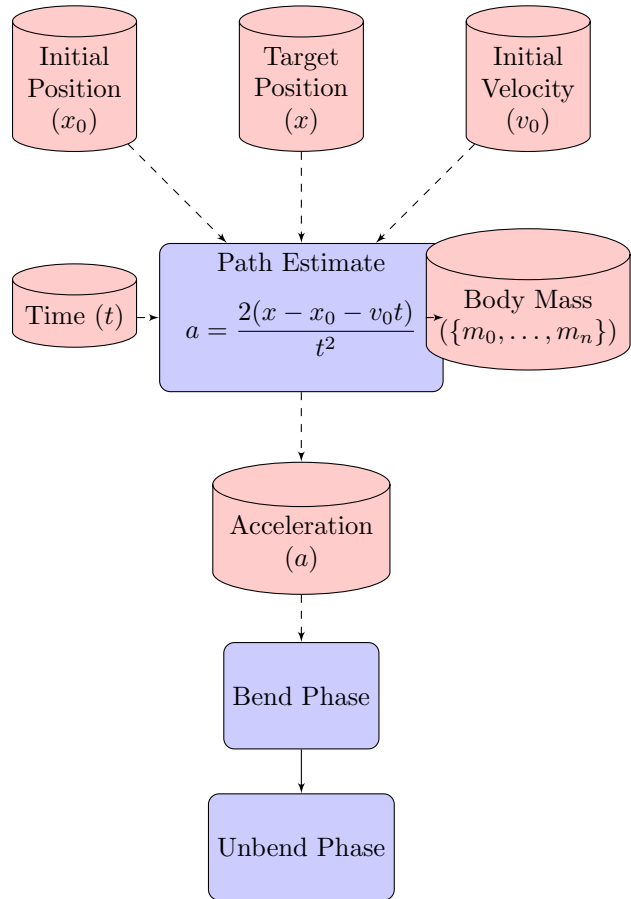 Initial
Position
(x₀)
Target
Position
(x)
Initial
Velocity
(v₀)
Time (t)
Path Estimate
a = \frac{2(x - x₀ - v₀t)}{t²}
Body Mass
({m₀, . . . , mₙ})
Acceleration
(a)
Bend Phase
Unbend Phase